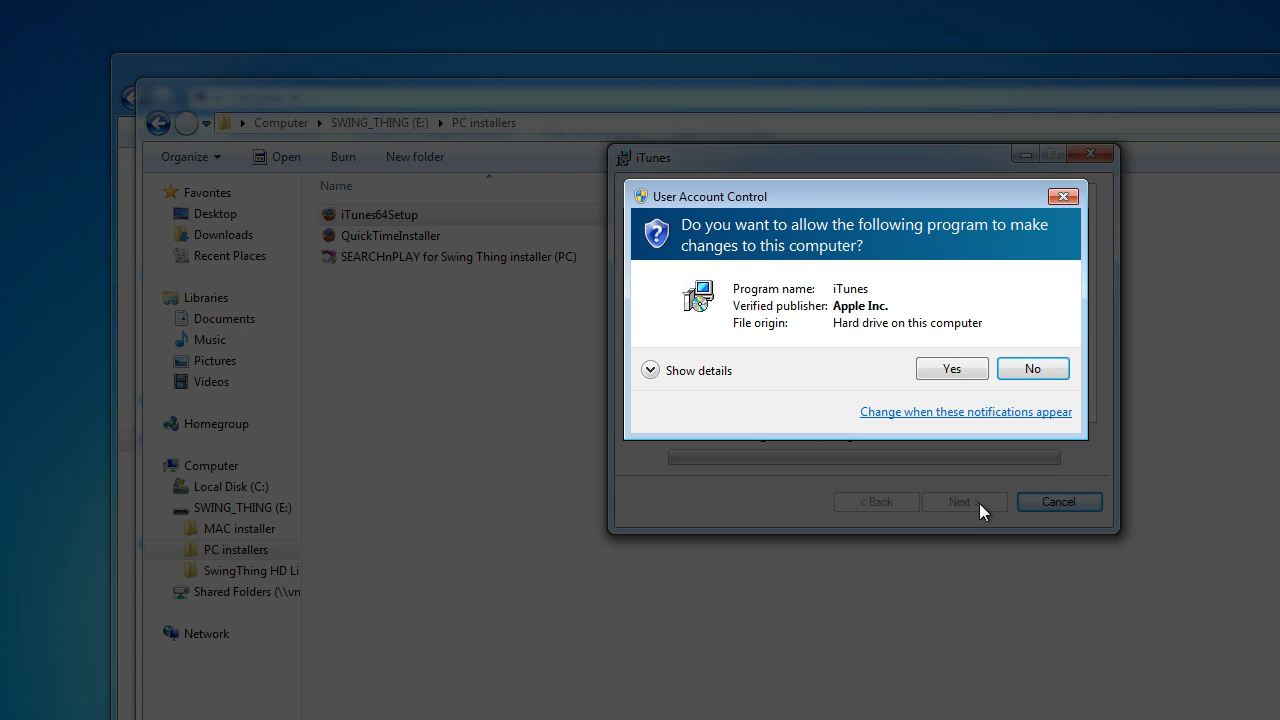 Computer ▸ SWING_THING (E:) ▸ PC installers
Organize Open Burn New folder
Name
Favorites
Desktop
Downloads
Recent Places
Libraries
Documents
Music
Pictures
Videos
Homegroup
Computer
Local Disk (C:)
SWING_THING (E:)
MAC installer
PC installers
SwingThing HD Li
Shared Folders (\\vn
Network
iTunes64Setup
QuickTimeInstaller
SEARCHnPLAY for Swing Thing installer (PC)
iTunes
User Account Control
Do you want to allow the following program to make
changes to this computer?
Program name: iTunes
Verified publisher: Apple Inc.
File origin: Hard drive on this computer
Show details
Yes No
Change when these notifications appear
< Back Next > Cancel